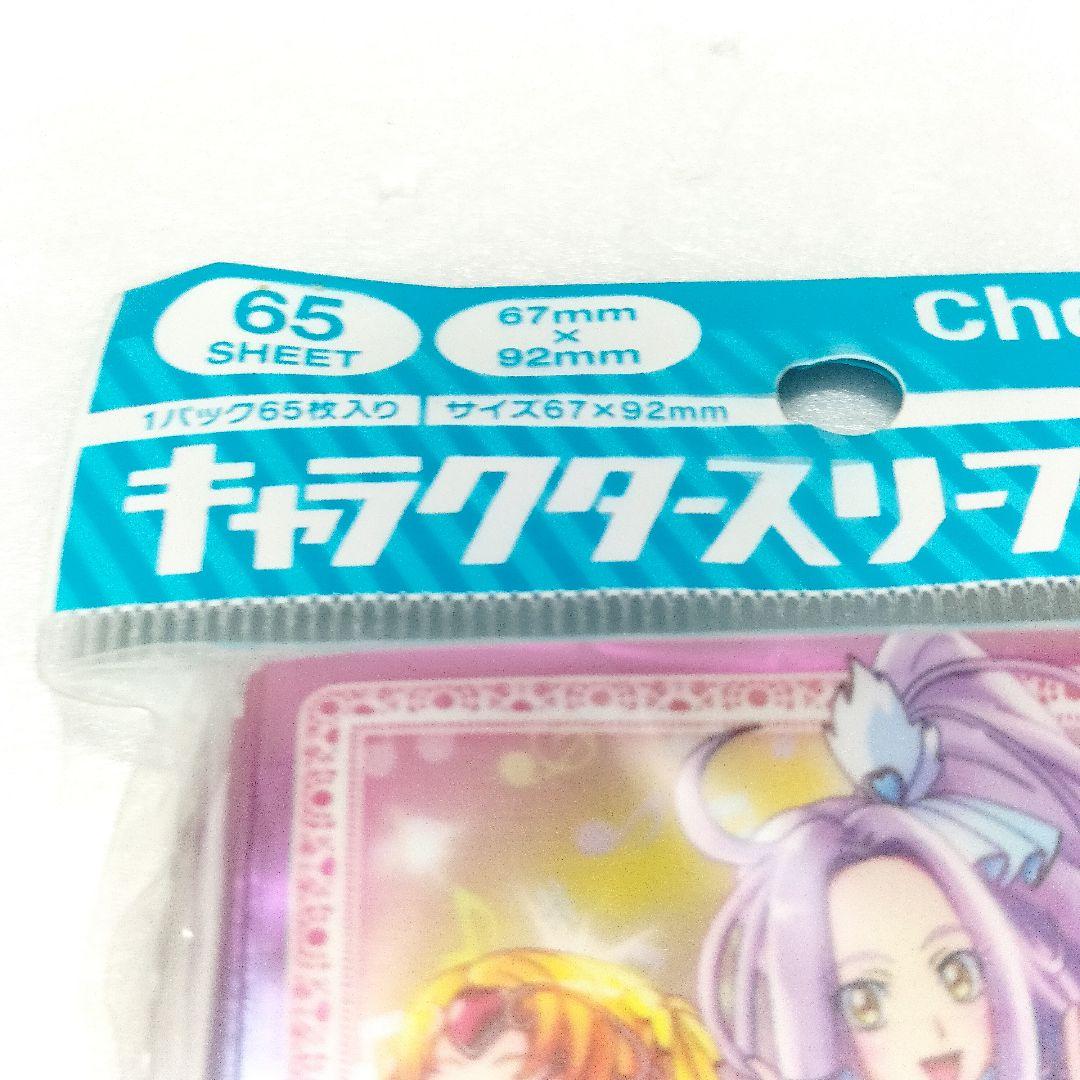 65
SHEET
67mm
×
92mm
1パック65枚入り
サイズ67×92mm
キャラクタースリーブ